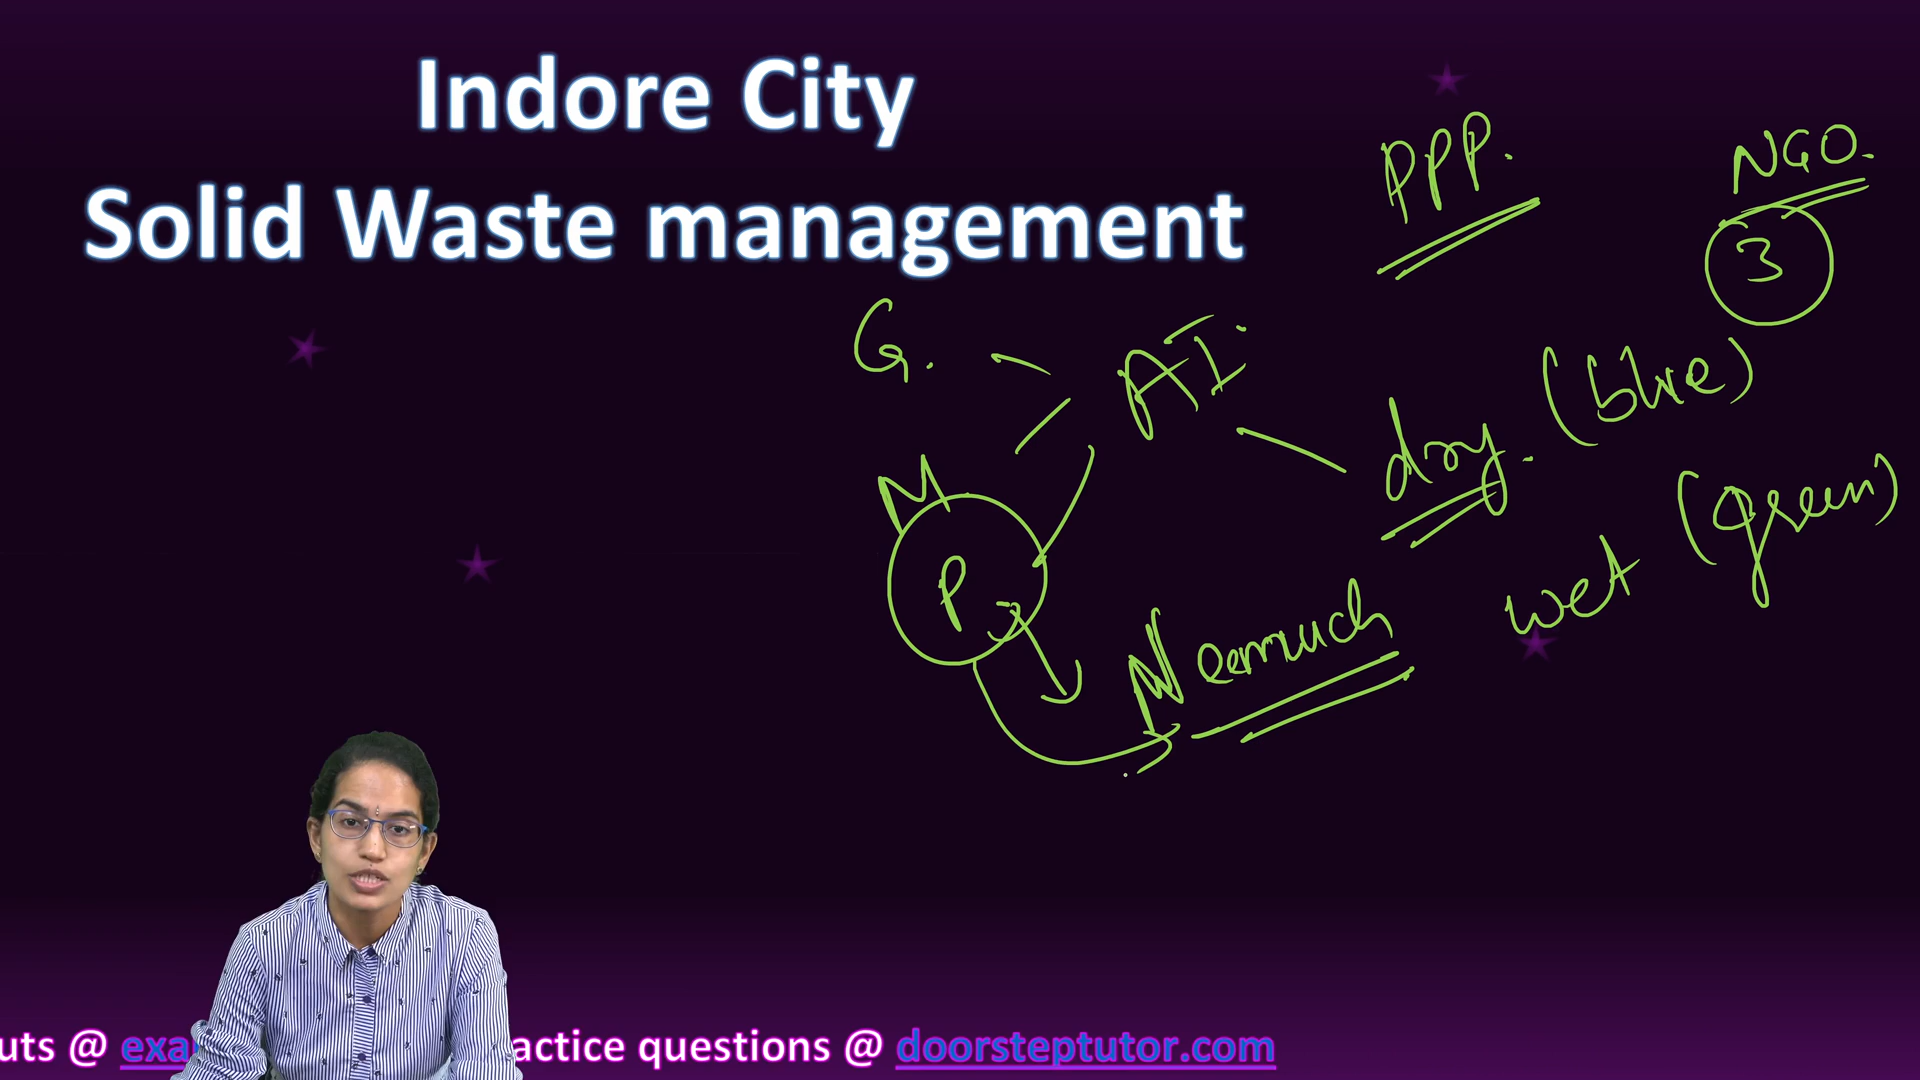 Indore City
Solid Waste management
PPP.
NGO.
3
G.
AI.
dry. (blue)
M
P
wet (green)
Neemuch
uts @ exa
actice questions @ doorsteptutor.com